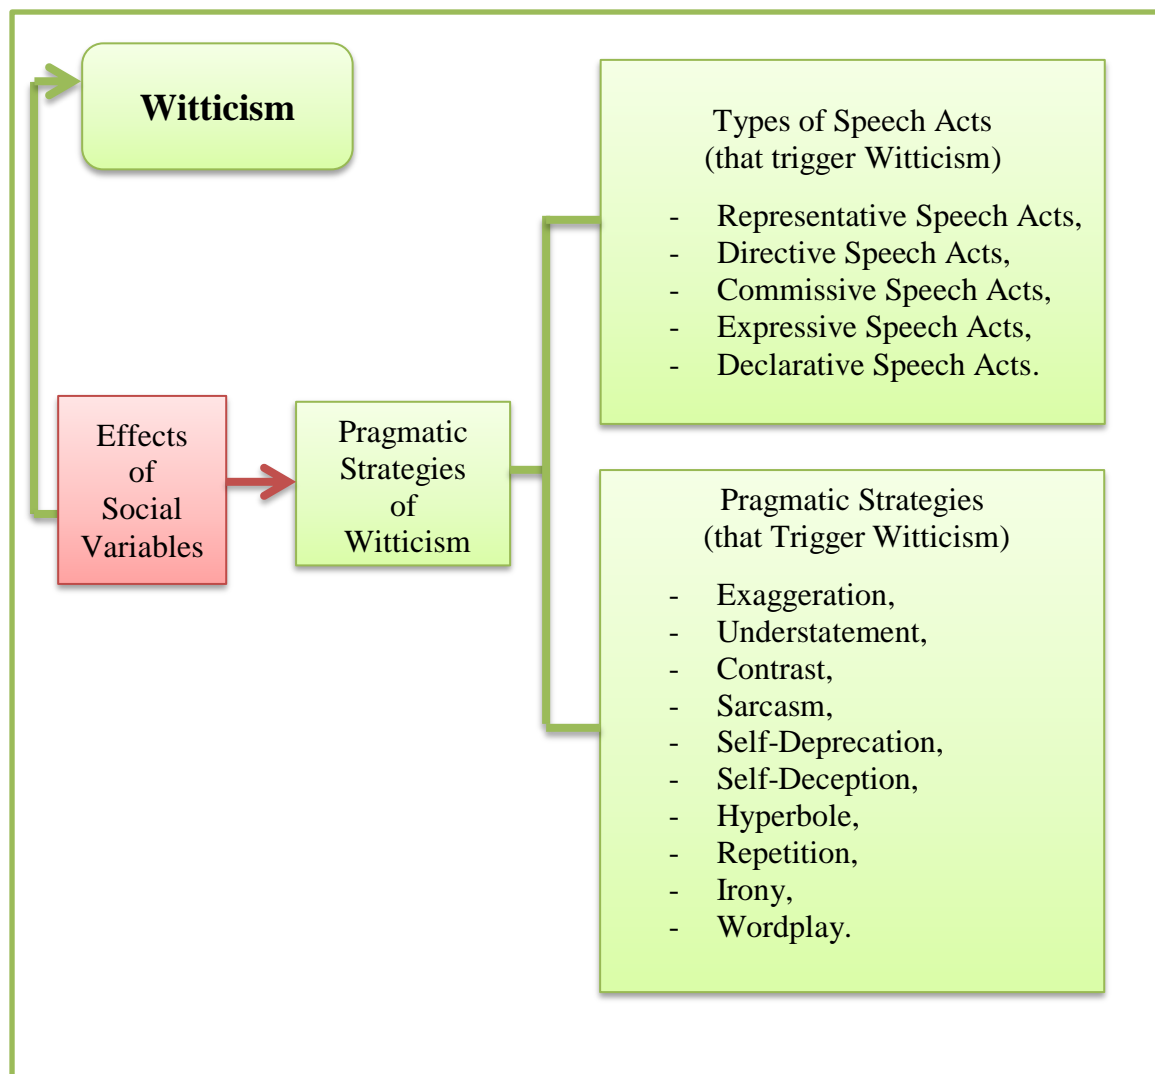 Witticism
Effects
of
Social
Variables
Pragmatic
Strategies
of
Witticism
Types of Speech Acts
(that trigger Witticism)
- Representative Speech Acts,
- Directive Speech Acts,
- Commissive Speech Acts,
- Expressive Speech Acts,
- Declarative Speech Acts.
Pragmatic Strategies
(that Trigger Witticism)
- Exaggeration,
- Understatement,
- Contrast,
- Sarcasm,
- Self-Deprecation,
- Self-Deception,
- Hyperbole,
- Repetition,
- Irony,
- Wordplay.